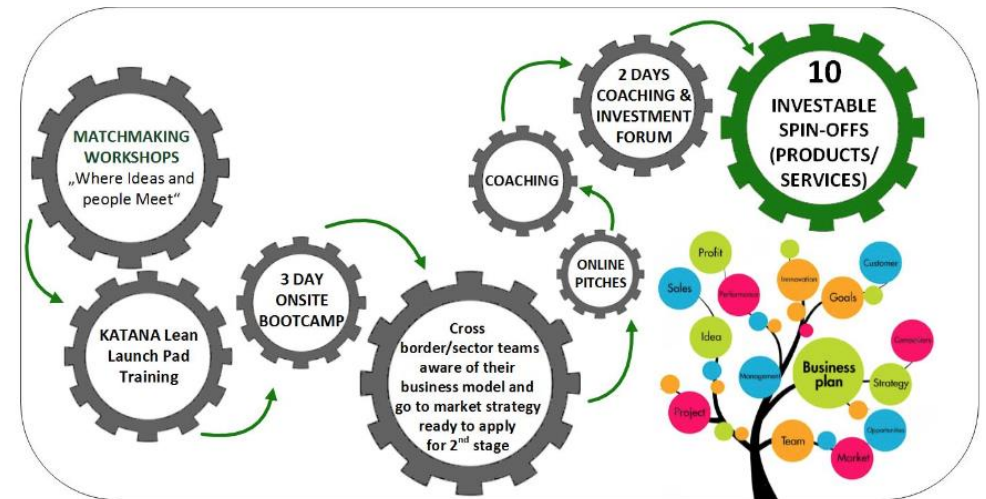 MATCHMAKING
WORKSHOPS
„Where Ideas and
people Meet“
KATANA Lean
Launch Pad
Training
3 DAY
ONSITE
BOOTCAMP
Cross
border/sector teams
aware of their
business model and
go to market strategy
ready to apply
for 2nd stage
ONLINE
PITCHES
COACHING
2 DAYS
COACHING &
INVESTMENT
FORUM
10
INVESTABLE
SPIN-OFFS
(PRODUCTS/
SERVICES)
Profit
Sales
Performance
Innovation
Customer
Goals
Idea
Management
Business
plan
Strategy
Project
Team
Opportunities
Market